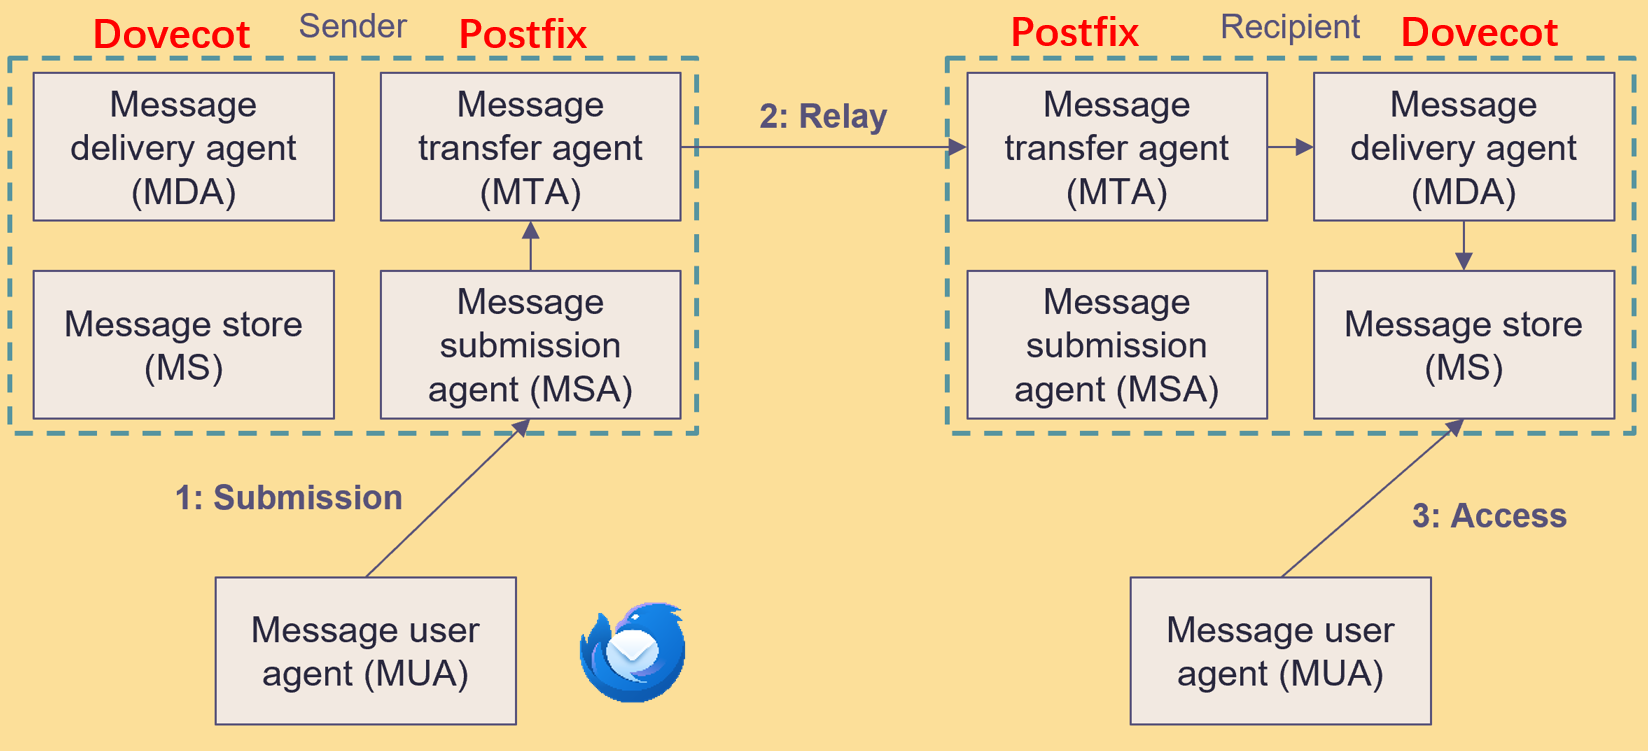 Dovecot
Sender
Postfix
Postfix
Recipient
Dovecot
Message
delivery agent
(MDA)
Message
transfer agent
(MTA)
2: Relay
Message
transfer agent
(MTA)
Message
delivery agent
(MDA)
Message store
(MS)
Message
submission
agent (MSA)
Message
submission
agent (MSA)
Message store
(MS)
1: Submission
3: Access
Message user
agent (MUA)
Message user
agent (MUA)